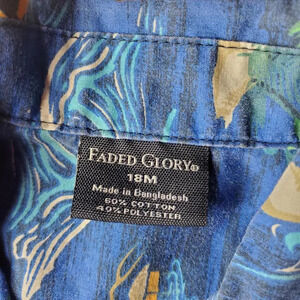 FADED GLORY®
18M
Made in Bangladesh
60% COTTON
40% POLYESTER